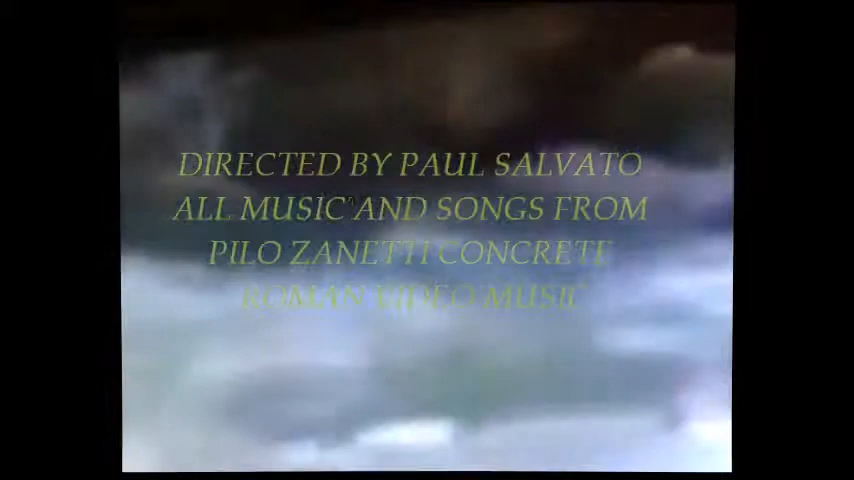 DIRECTED BY PAUL SALVATO
ALL MUSIC AND SONGS FROM
PILO ZANETTI CONCRETE
ROMAN VIDEO MUSIC